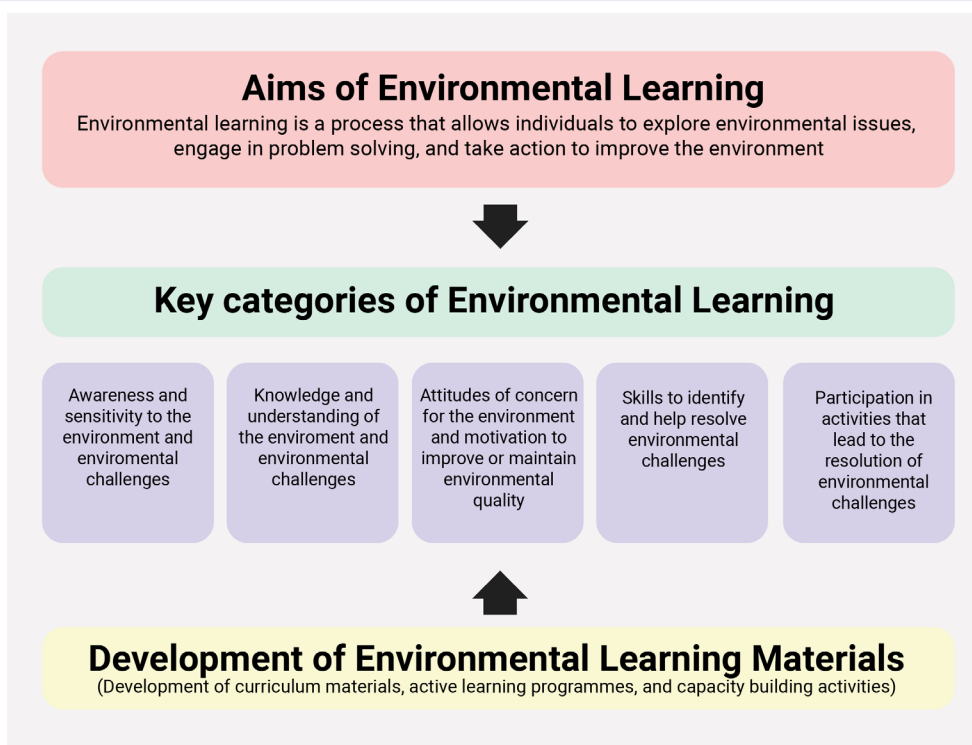 Aims of Environmental Learning
Environmental learning is a process that allows individuals to explore environmental issues,
engage in problem solving, and take action to improve the environment
Key categories of Environmental Learning
Awareness and
sensitivity to the
environment and
enviromental
challenges
Knowledge and
understanding of
the enviroment and
environmental
challenges
Attitudes of concern
for the environment
and motivation to
improve or maintain
environmental
quality
Skills to identify
and help resolve
environmental
challenges
Participation in
activities that
lead to the
resolution of
environmental
challenges
Development of Environmental Learning Materials
(Development of curriculum materials, active learning programmes, and capacity building activities)